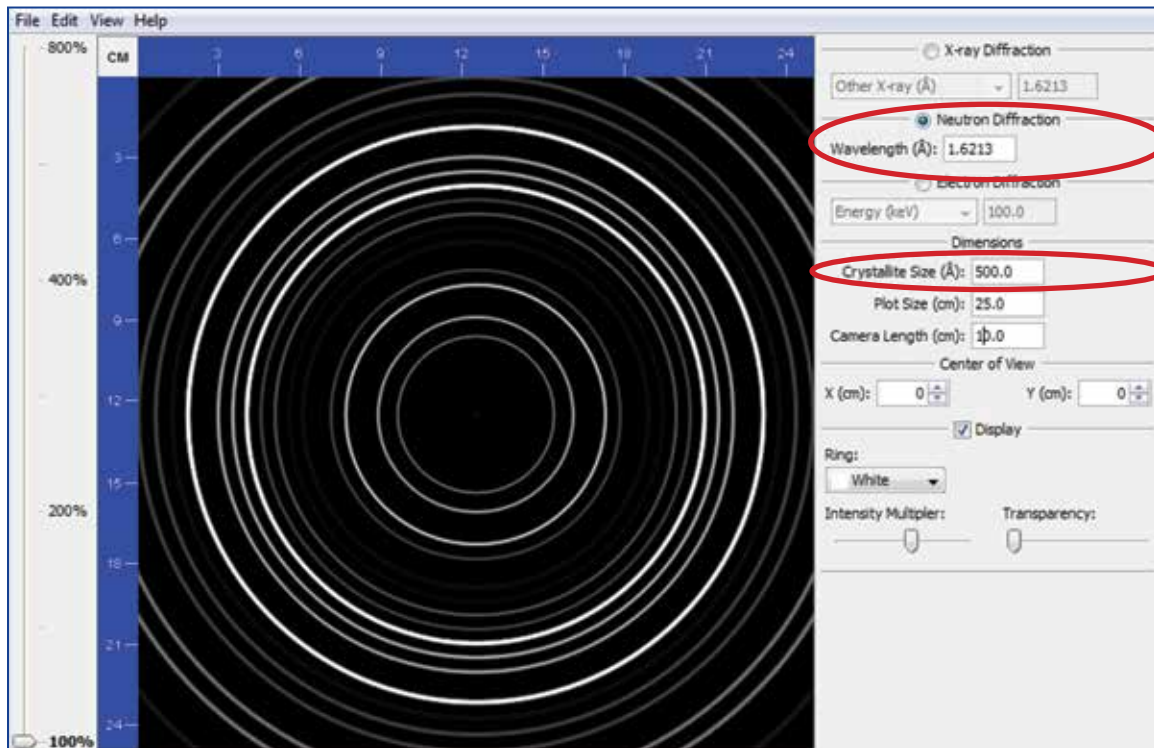 File Edit View Help
800%
400%
200%
100%
CM
3 6 9 12 15 18 21 24
3
6
9
12
15
18
21
24
X-ray Diffraction
Other X-ray (Å) 1.6213
Neutron Diffraction
Wavelength (Å): 1.6213
Electron Diffraction
Energy (keV) 100.0
Dimensions
Crystallite Size (Å): 500.0
Plot Size (cm): 25.0
Camera Length (cm): 10.0
Center of View
X (cm): 0 Y (cm): 0
Display
Ring:
White
Intensity Multipler: Transparency: